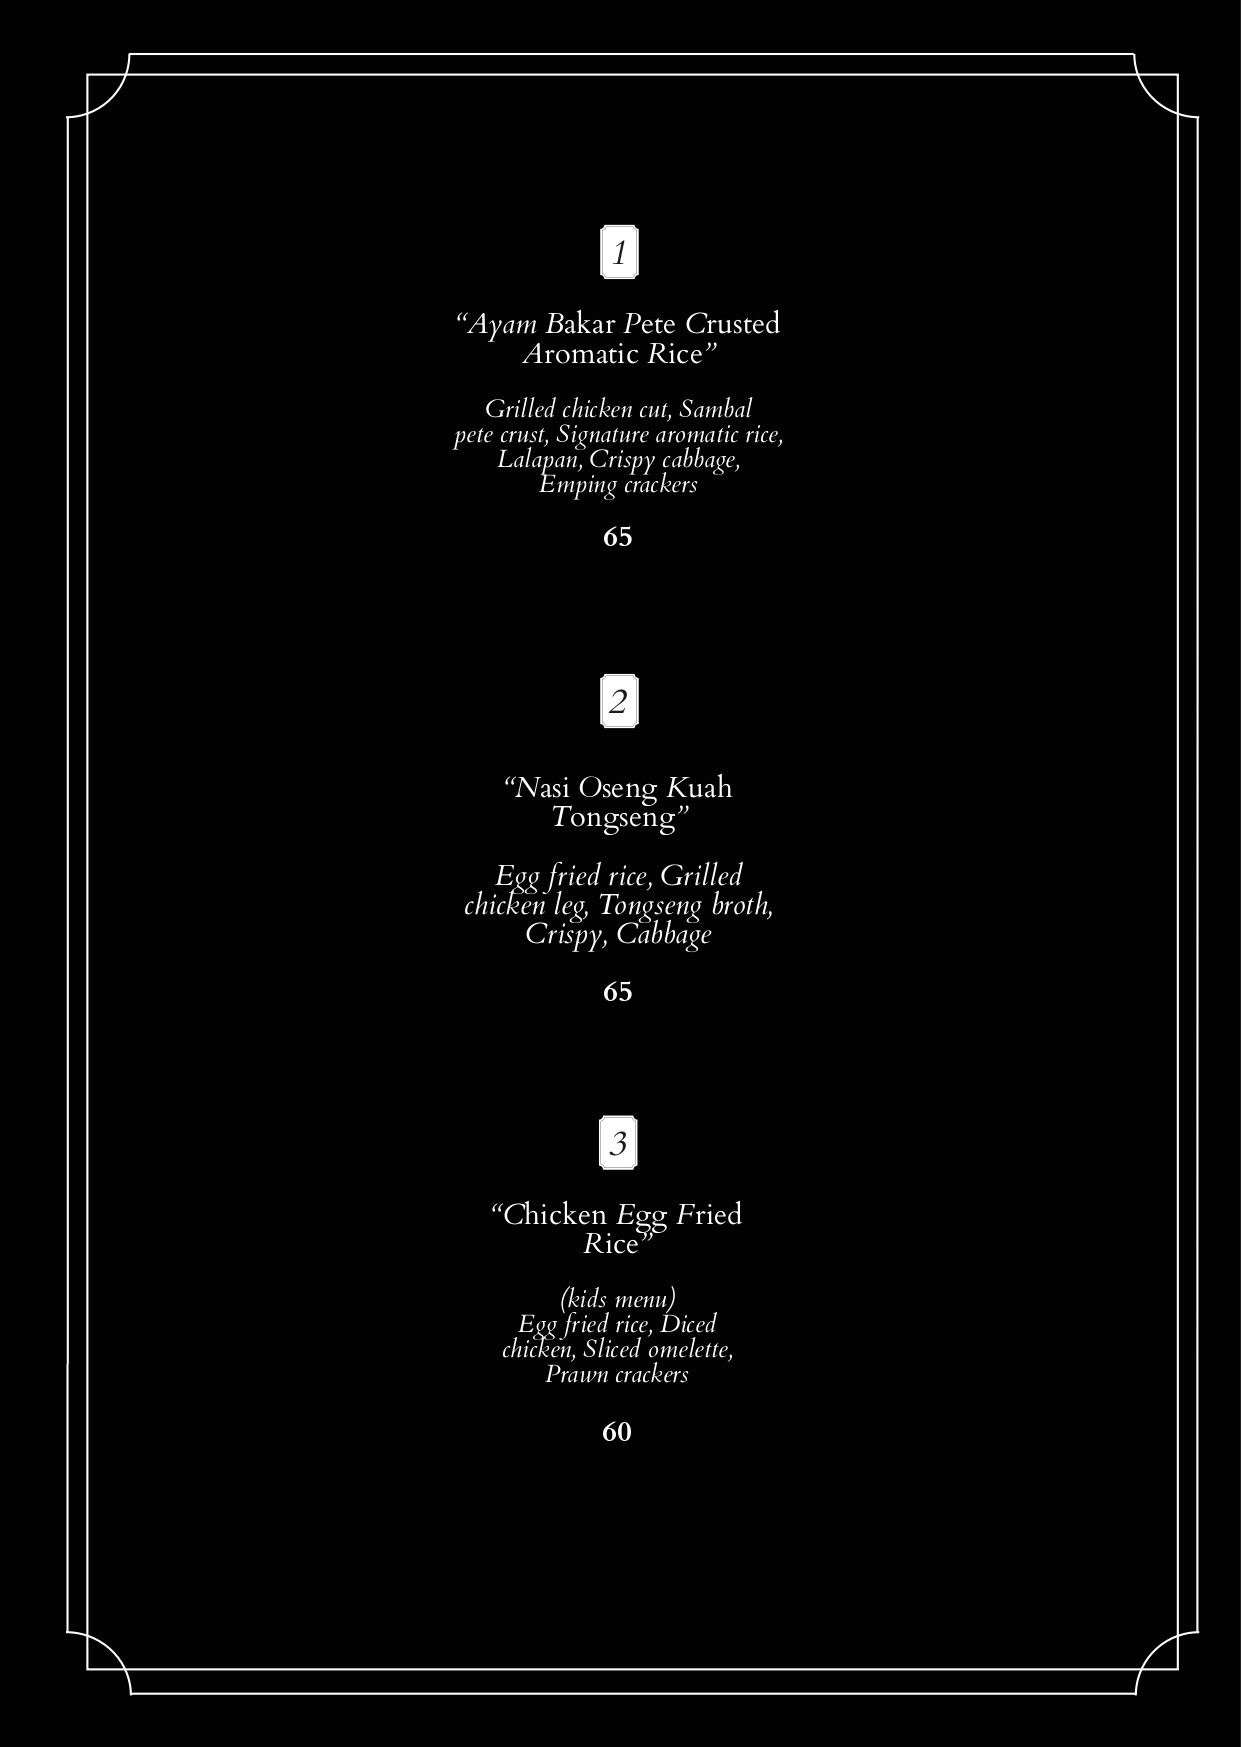 1
“Ayam Bakar Pete Crusted
Aromatic Rice”
Grilled chicken cut, Sambal
pete crust, Signature aromatic rice,
Lalapan, Crispy cabbage,
Emping crackers
65
2
“Nasi Oseng Kuah
Tongseng”
Egg fried rice, Grilled
chicken leg, Tongseng broth,
Crispy, Cabbage
65
3
“Chicken Egg Fried
Rice”
(kids menu)
Egg fried rice, Diced
chicken, Sliced omelette,
Prawn crackers
60